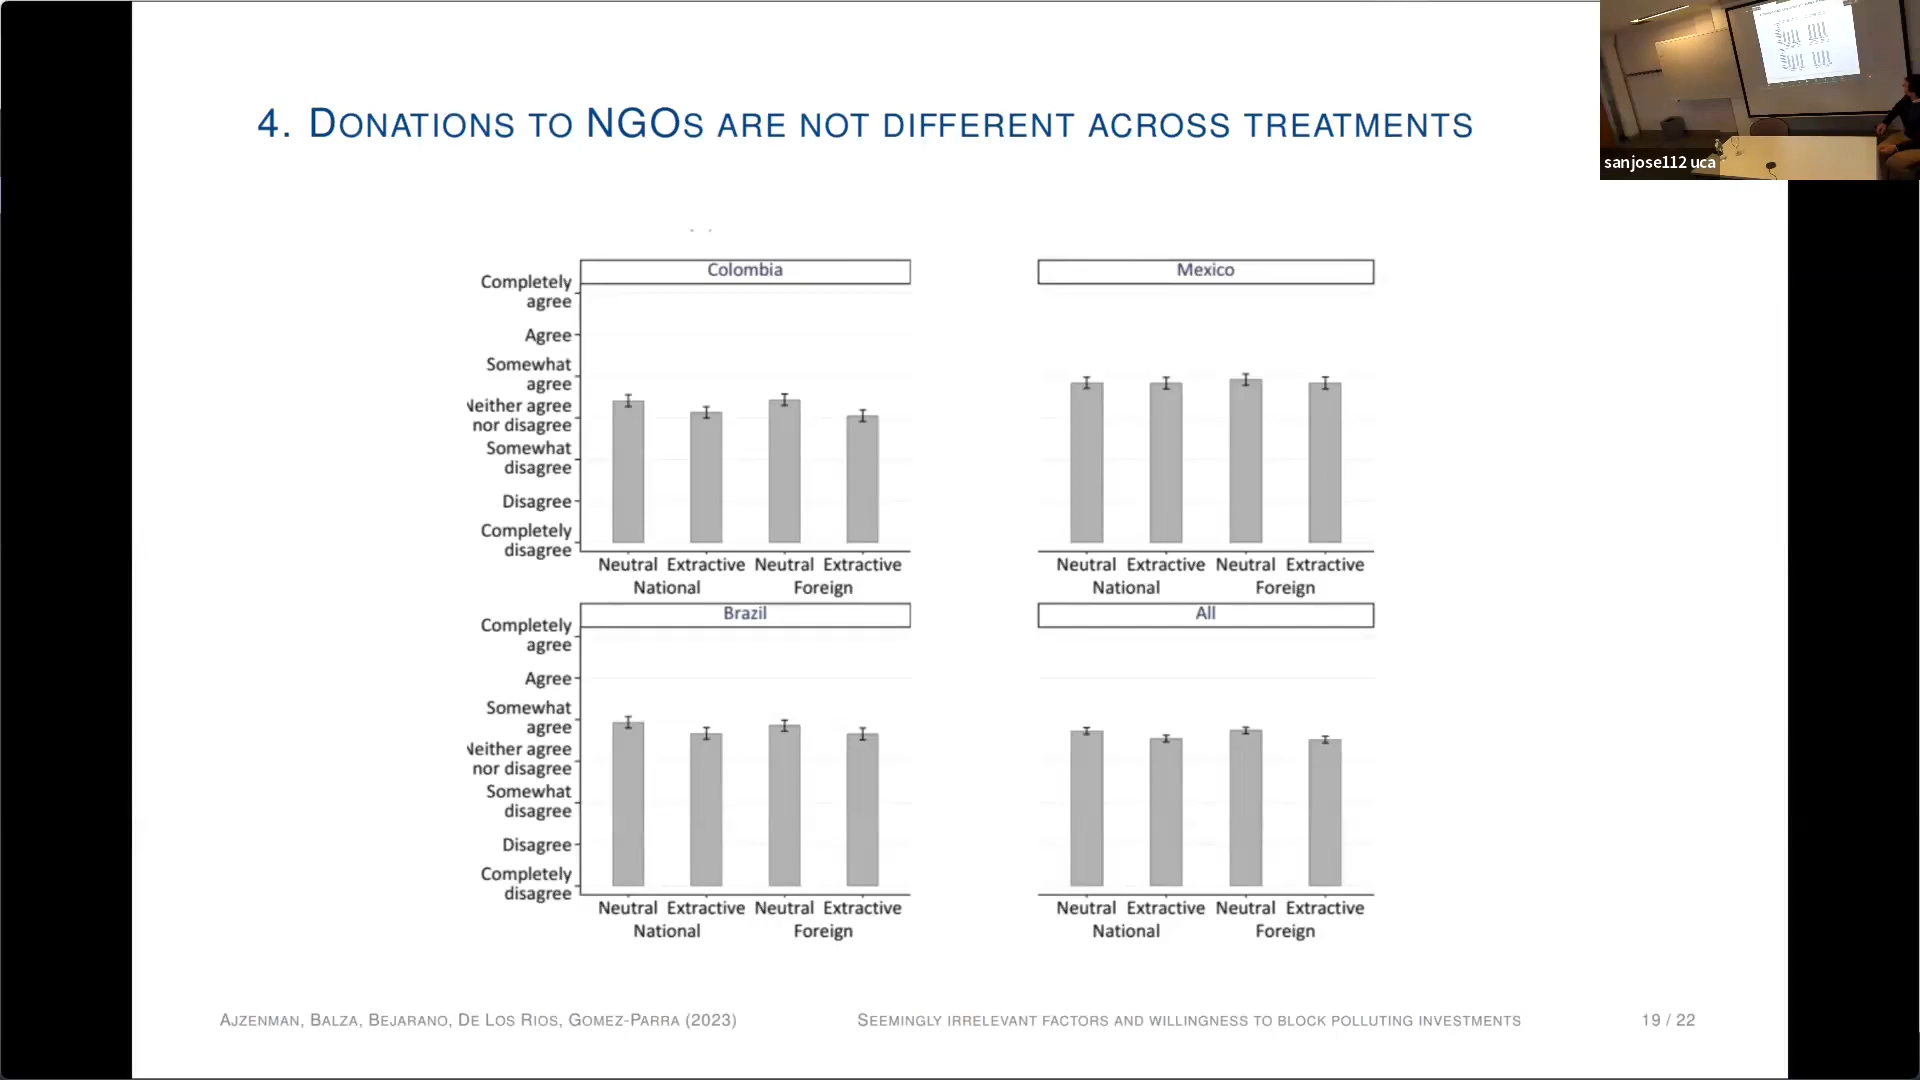 4. DONATIONS TO NGOS ARE NOT DIFFERENT ACROSS TREATMENTS
sanjose112 uca
Colombia
Completely
agree
Agree
Somewhat
agree
Neither agree
nor disagree
Somewhat
disagree
Disagree
Completely
disagree
Neutral Extractive Neutral Extractive
National Foreign
Mexico
Neutral Extractive Neutral Extractive
National Foreign
Brazil
Completely
agree
Agree
Somewhat
agree
Neither agree
nor disagree
Somewhat
disagree
Disagree
Completely
disagree
Neutral Extractive Neutral Extractive
National Foreign
All
Neutral Extractive Neutral Extractive
National Foreign
AJZENMAN, BALZA, BEJARANO, DE LOS RIOS, GOMEZ-PARRA (2023) SEEMINGLY IRRELEVANT FACTORS AND WILLINGNESS TO BLOCK POLLUTING INVESTMENTS 19 / 22